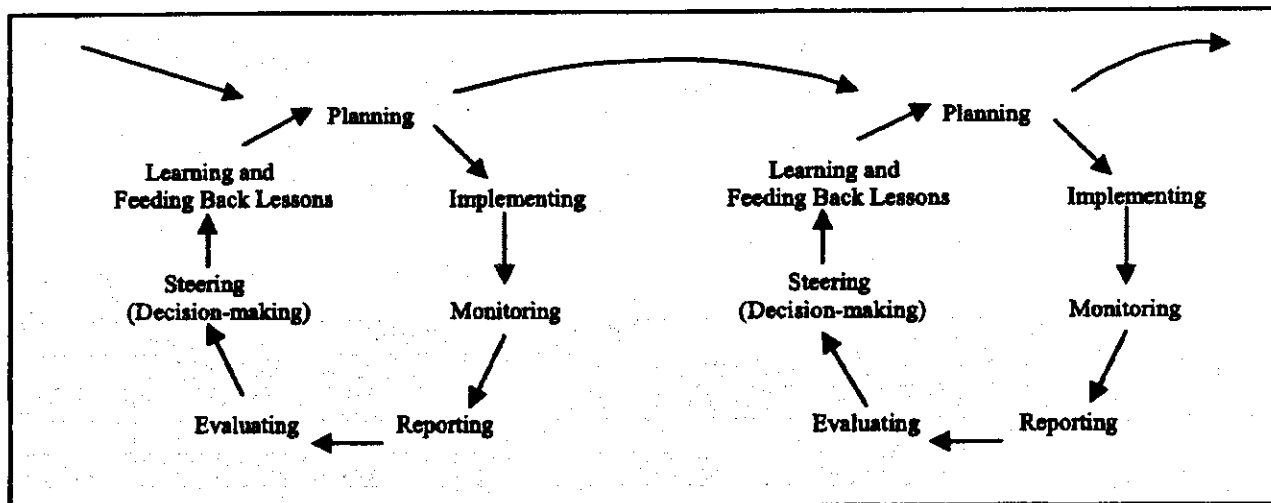 Planning
Learning and
Feeding Back Lessons
Implementing
Steering
(Decision-making)
Monitoring
Evaluating
Reporting
Planning
Learning and
Feeding Back Lessons
Implementing
Steering
(Decision-making)
Monitoring
Evaluating
Reporting